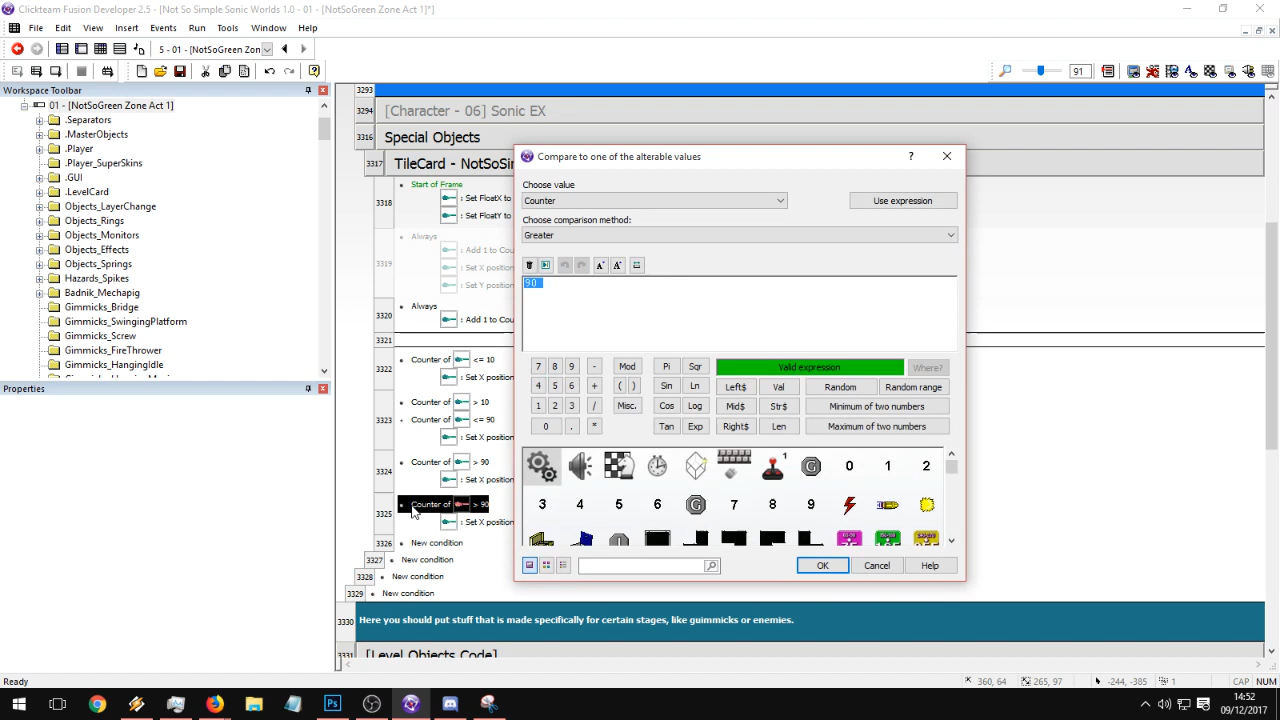 Clickteam Fusion Developer 2.5 - [Not So Simple Sonic Worlds 1.0 - 01 - [NotSoGreen Zone Act 1]*]
File Edit View Insert Events Run Tools Window Help
5 - 01 - [NotSoGreen Zon
91
Workspace Toolbar
01 - [NotSoGreen Zone Act 1]
.Separators
.MasterObjects
.Player
.Player_SuperSkins
.GUI
.LevelCard
Objects_LayerChange
Objects_Rings
Objects_Monitors
Objects_Effects
Objects_Springs
Hazards_Spikes
Badnik_Mechapig
Gimmicks_Bridge
Gimmicks_SwingingPlatform
Gimmicks_Screw
Gimmicks_FireThrower
Gimmicks_HangingIdle
Properties
3293
3294 [Character - 06] Sonic EX
3316 Special Objects
3317 TileCard - NotSoSim
3318 Start of Frame
: Set FloatX to
: Set FloatY to
3319 Always
: Add 1 to Cou
: Set X position
: Set Y position
3320 Always
: Add 1 to Cou
3321
3322 Counter of <= 10
: Set X position
Counter of > 10
3323 Counter of <= 90
: Set X position
3324 Counter of > 90
: Set X position
3325 Counter of > 90
: Set X position
3326 New condition
3327 New condition
3328 New condition
3329 New condition
3330 Here you should put stuff that is made specifically for certain stages, like guimmicks or enemies.
3331 [Level Objects Code]
Compare to one of the alterable values
Choose value
Counter Use expression
Choose comparison method:
Greater
90
7 8 9 - Mod Pi Sqr Valid expression Where?
4 5 6 + ( ) Sin Ln Left$ Val Random Random range
1 2 3 / Misc. Cos Log Mid$ Str$ Minimum of two numbers
0 . * Tan Exp Right$ Len Maximum of two numbers
1 G 0 1 2
3 4 5 6 G 7 8 9
OK Cancel Help
Ready 360, 64 265, 97 -244, -385 1 CAP NUM
14:52
09/12/2017